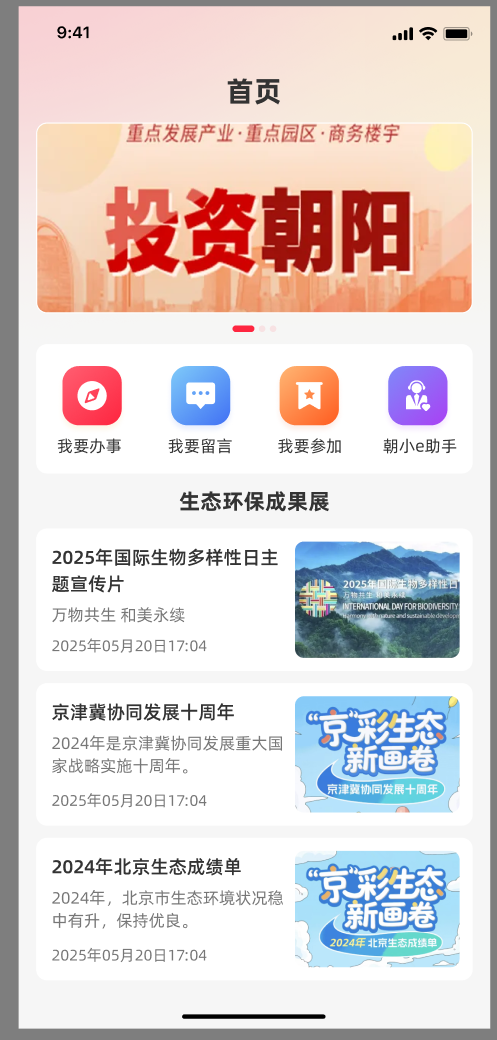 9:41
首页
重点发展产业·重点园区·商务楼宇
投资朝阳
我要办事
我要留言
我要参加
朝小e助手
生态环保成果展
2025年国际生物多样性日主
题宣传片
万物共生 和美永续
2025年05月20日17:04
2025年国际生物多样性日
万物共生 和美永续
INTERNATIONAL DAY FOR BIODIVERSITY
Harmony with nature and sustainable developm
京津冀协同发展十周年
2024年是京津冀协同发展重大国
家战略实施十周年。
2025年05月20日17:04
“京”彩生态
新画卷
京津冀协同发展十周年
2024年北京生态成绩单
2024年，北京市生态环境状况稳
中有升，保持优良。
2025年05月20日17:04
“京”彩生态
新画卷
2024年 北京生态成绩单